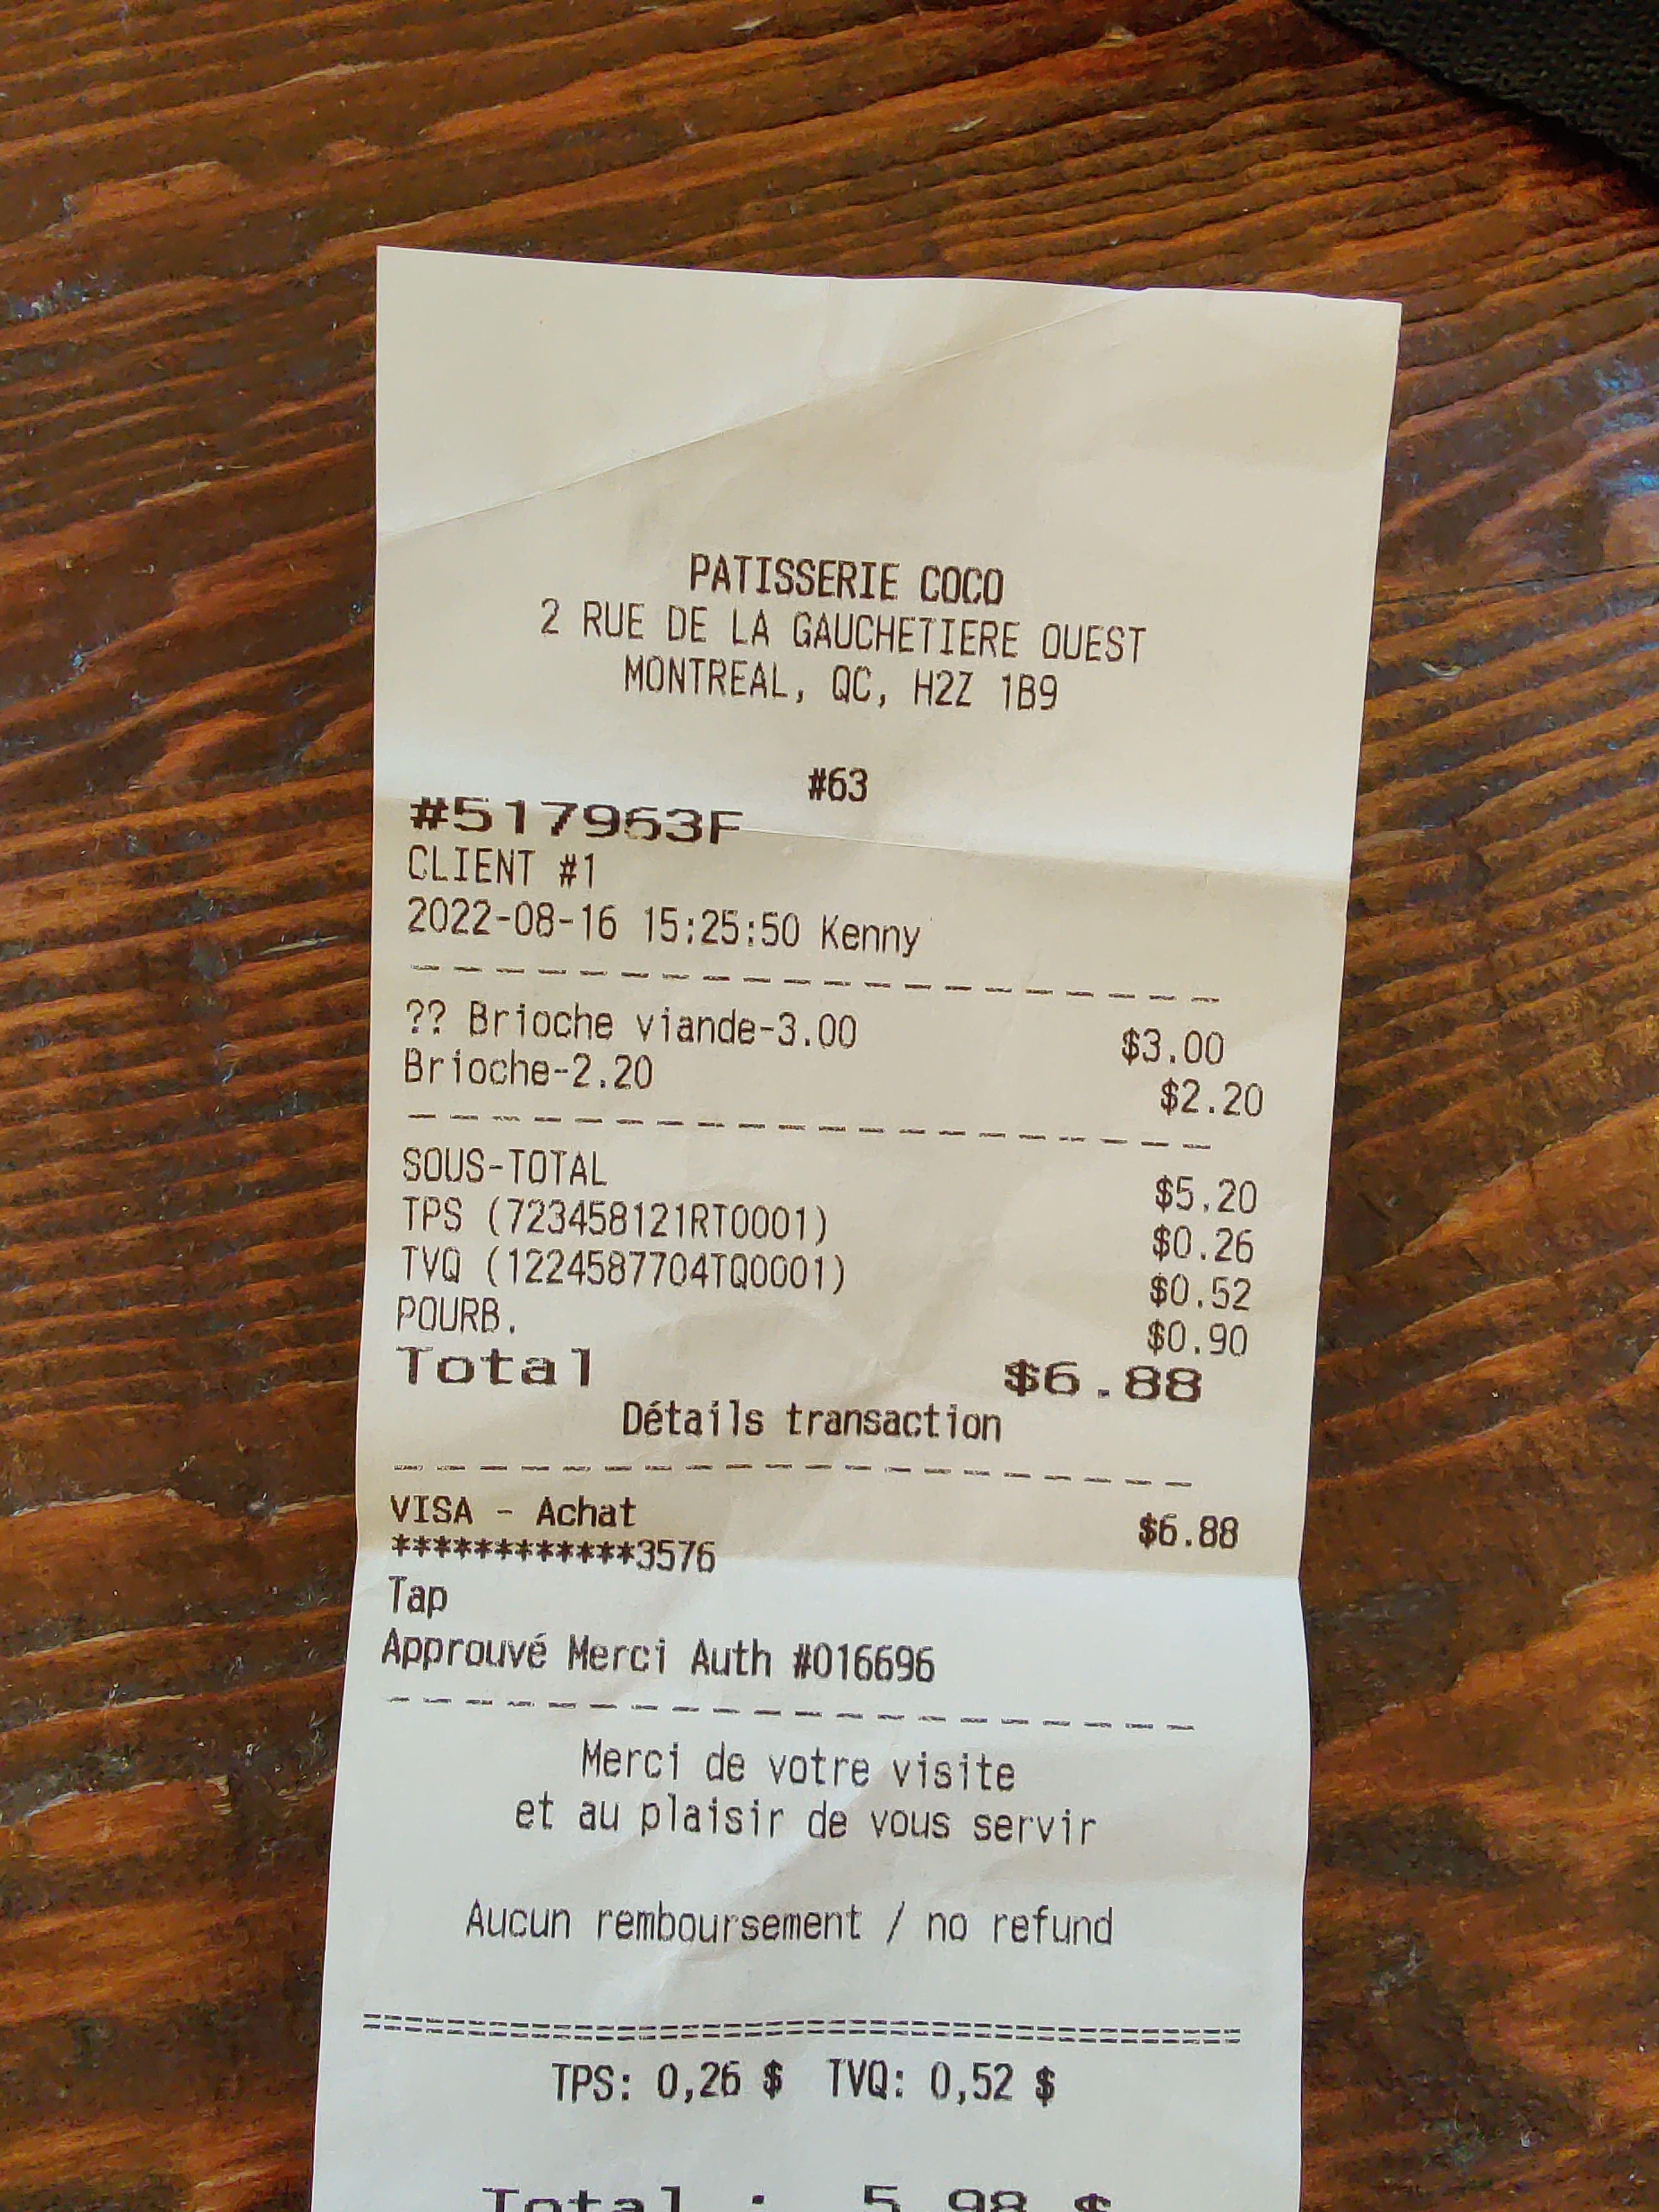 PATISSERIE COCO
2 RUE DE LA GAUCHETIERE OUEST
MONTREAL, QC, H2Z 1B9
#63
#517963F
CLIENT #1
2022-08-16 15:25:50 Kenny
?? Brioche viande-3.00 $3.00
Brioche-2.20 $2.20
SOUS-TOTAL $5.20
TPS (723458121RT0001) $0.26
TVQ (1224587704TQ0001) $0.52
POURB. $0.90
Total $6.88
Détails transaction
VISA - Achat $6.88
************3576
Tap
Approuvé Merci Auth #016696
Merci de votre visite
et au plaisir de vous servir
Aucun remboursement / no refund
TPS: 0,26 $ TVQ: 0,52 $
Total : 5,98 $